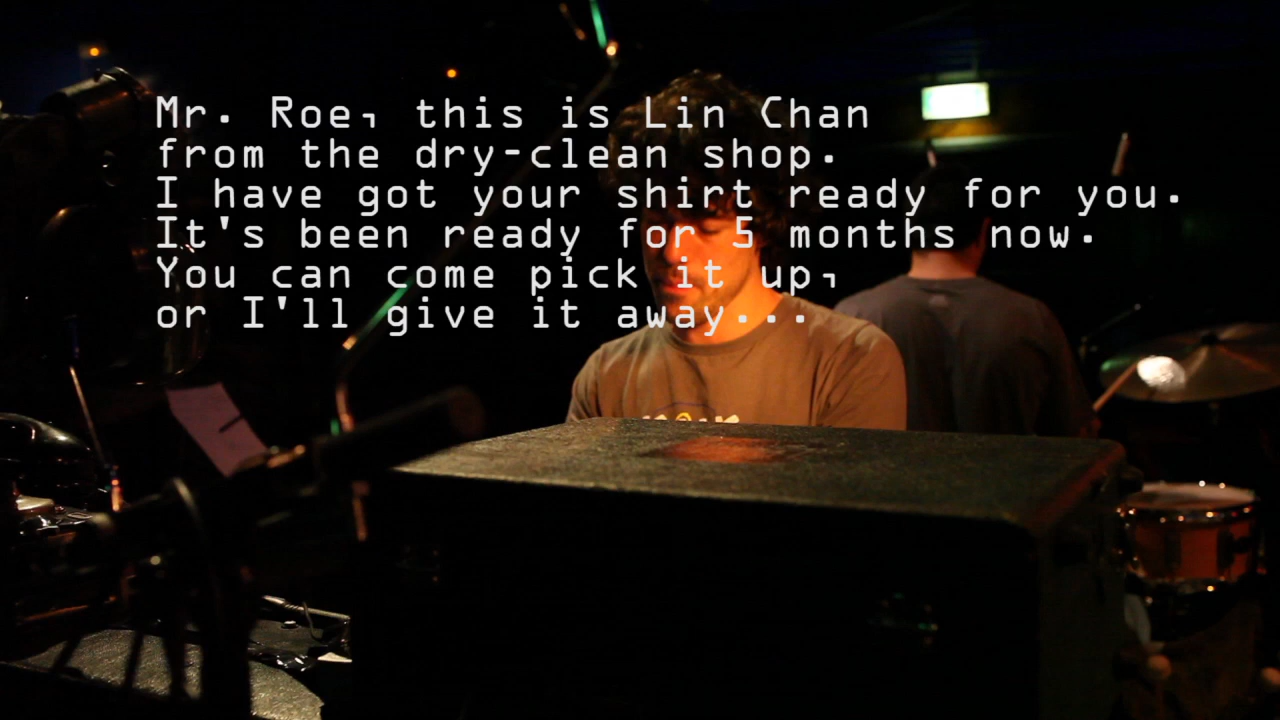 Mr. Roe, this is Lin Chan
from the dry-clean shop.
I have got your shirt ready for you.
It's been ready for 5 months now.
You can come pick it up,
or I'll give it away...